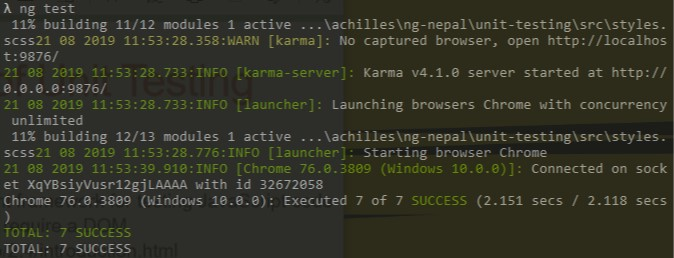 λ ng test
 11% building 11/12 modules 1 active ...\achilles\ng-nepal\unit-testing\src\styles.
scss21 08 2019 11:53:28.358:WARN [karma]: No captured browser, open http://localhos
t:9876/
21 08 2019 11:53:28.733:INFO [karma-server]: Karma v4.1.0 server started at http://
0.0.0.0:9876/
21 08 2019 11:53:28.733:INFO [launcher]: Launching browsers Chrome with concurrency
 unlimited
 11% building 12/13 modules 1 active ...\achilles\ng-nepal\unit-testing\src\styles.
scss21 08 2019 11:53:28.776:INFO [launcher]: Starting browser Chrome
21 08 2019 11:53:39.910:INFO [Chrome 76.0.3809 (Windows 10.0.0)]: Connected on sock
et XqYBsiyVusr12gjLAAAA with id 32672058
Chrome 76.0.3809 (Windows 10.0.0): Executed 7 of 7 SUCCESS (2.151 secs / 2.118 secs
)
TOTAL: 7 SUCCESS
TOTAL: 7 SUCCESS
Testing